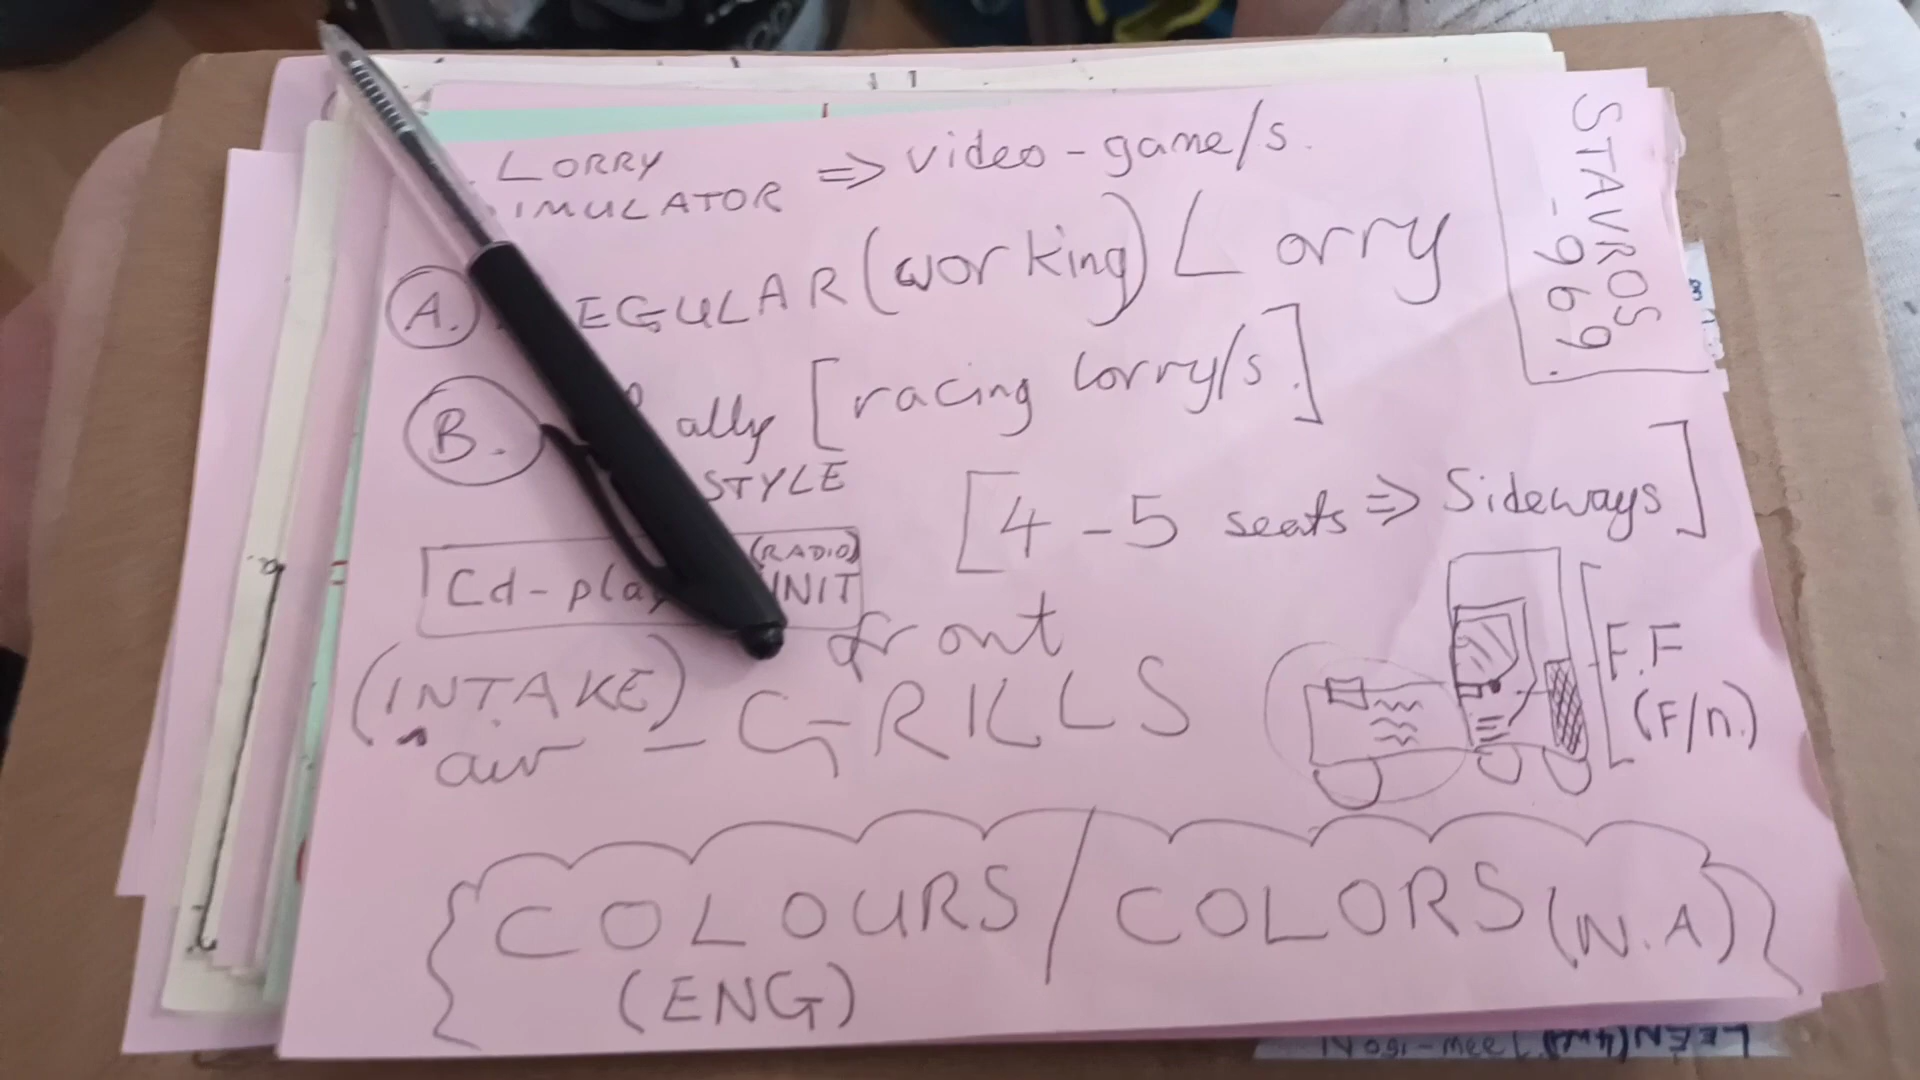 LORRY
IMULATOR => video-game/s.
A. EGULAR (working) Lorry
B. ally [racing lorry/s.]
STYLE
[4-5 seats => Sideways]
Cd-play (RADIO)
UNIT
front
(INTAKE)
air - GRILLS
F.F
(F/n.)
COLOURS / COLORS (N.A)
(ENG)
STAVROS
-969.